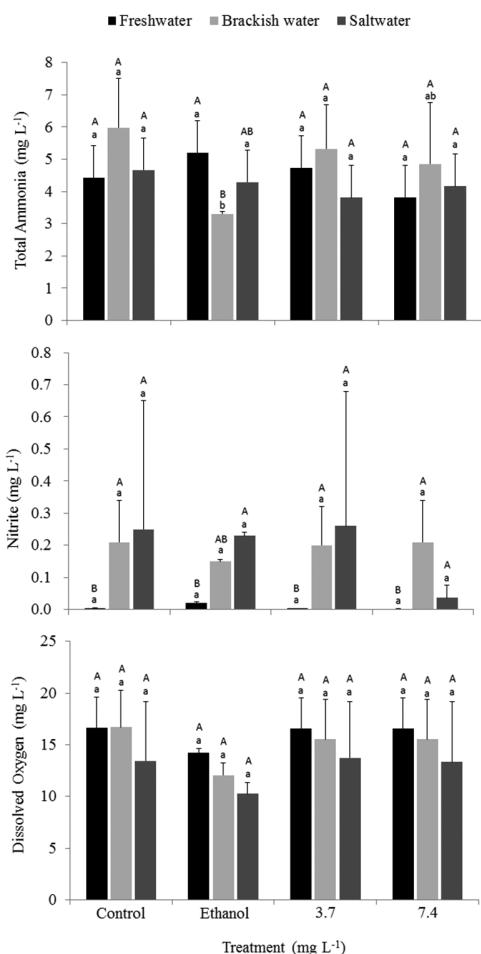 Freshwater Brackish water Saltwater
Total Ammonia (mg L-1)
8
7
6
5
4
3
2
1
0
A A A A B AB A A A A A A
a a a a b a a a a a ab a
Nitrite (mg L-1)
0.8
0.7
0.6
0.5
0.4
0.3
0.2
0.1
0.0
B A A B AB A B A A B A A
a a a a a a a a a a a a
Dissolved Oxygen (mg L-1)
25
20
15
10
5
0
A A A A A A A A A A A A
a a a a a a a a a a a a
Control Ethanol 3.7 7.4
Treatment (mg L-1)